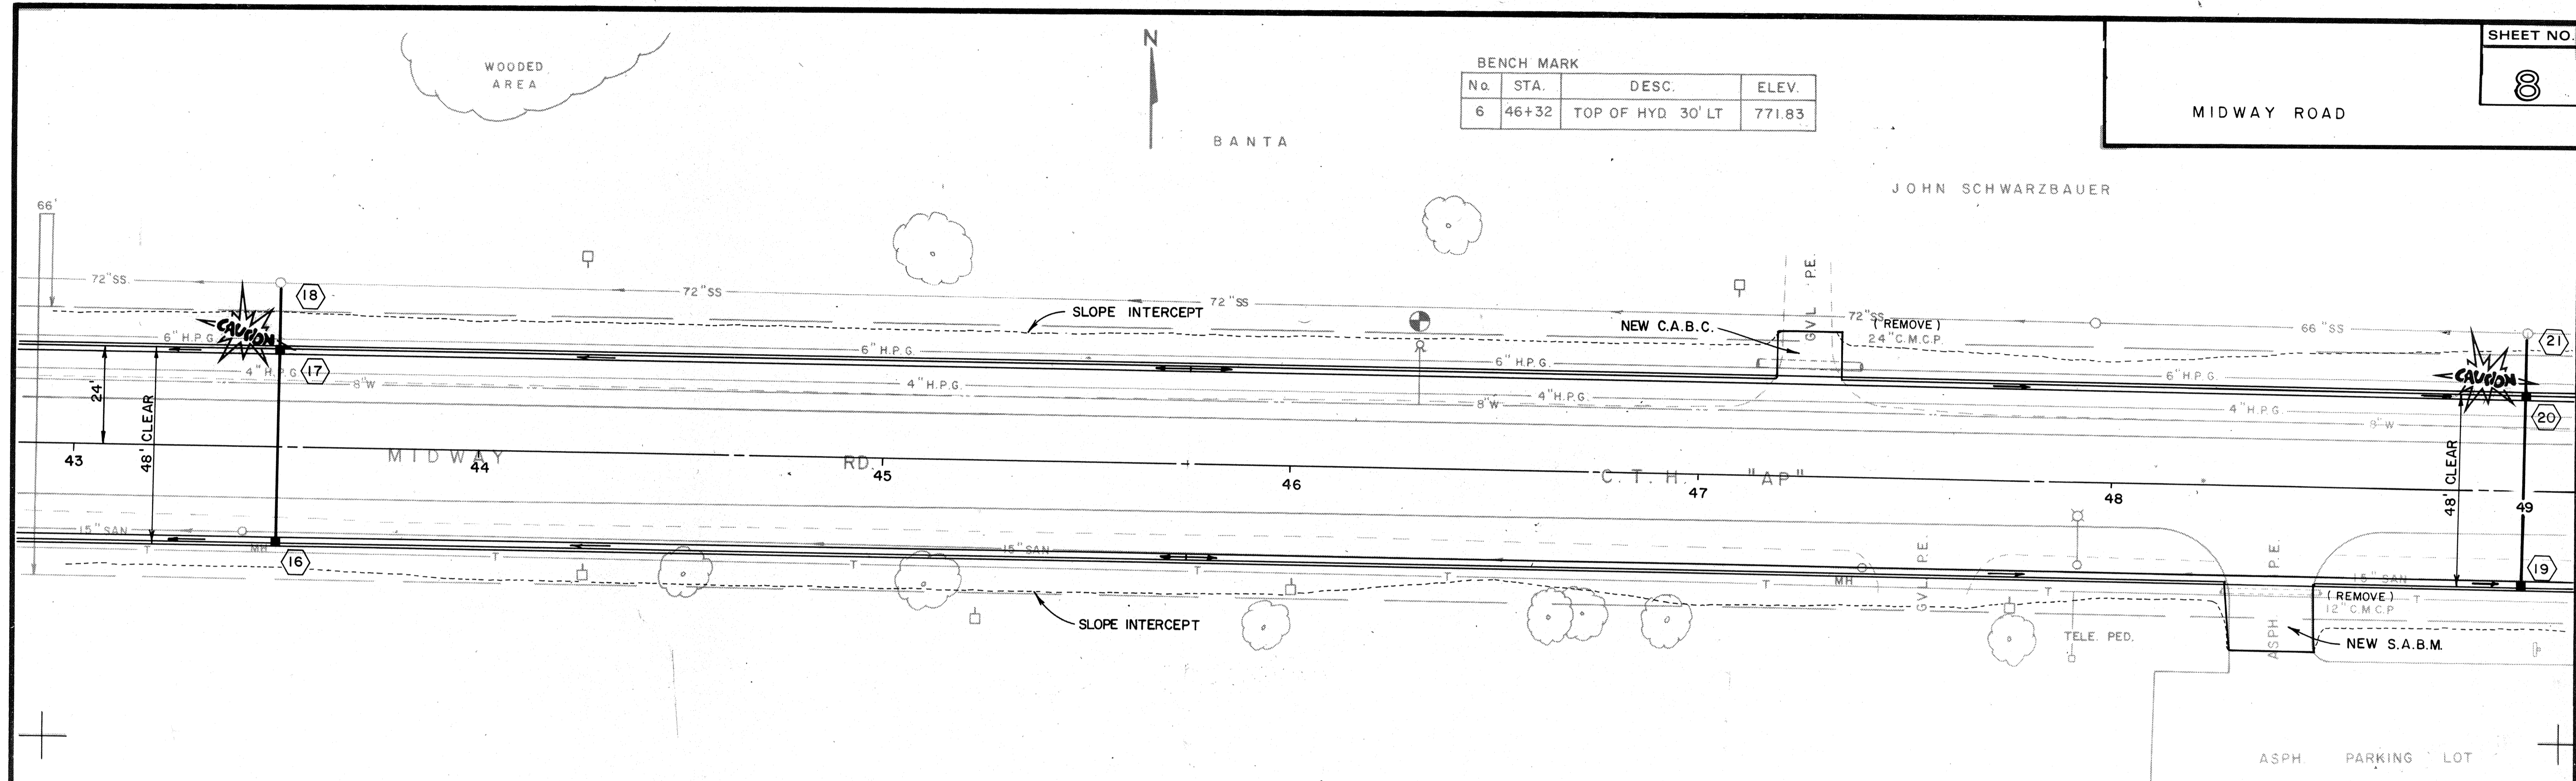 SHEET NO.
8
MIDWAY ROAD
N
WOODED
AREA
BENCH MARK
No. STA. DESC. ELEV.
6 46+32 TOP OF HYD. 30' LT 771.83
BANTA
JOHN SCHWARZBAUER
66'
72"SS.
72"SS
72"SS
72"SS
66"SS
18
SLOPE INTERCEPT
NEW C.A.B.C.
GVL P.E.
(REMOVE)
24"C.M.C.P.
21
CAUTION
CAUTION
6"H.P.G.
6"H.P.G.
6"H.P.G.
6"H.P.G.
17
4"H.P.G.
4"H.P.G.
4"H.P.G.
4"H.P.G.
8"W
8"W
8"W
20
24'
48' CLEAR
48' CLEAR
MIDWAY RD. C.T.H. "AP"
43
44
45
46
47
48
49
15"SAN
15"SAN
15"SAN
MH
MH
T
T
T
T
T
T
T
T
16
19
GVL P.E.
ASPH P.E.
(REMOVE)
12"C.M.C.P
SLOPE INTERCEPT
TELE. PED.
NEW S.A.B.M.
ASPH. PARKING LOT